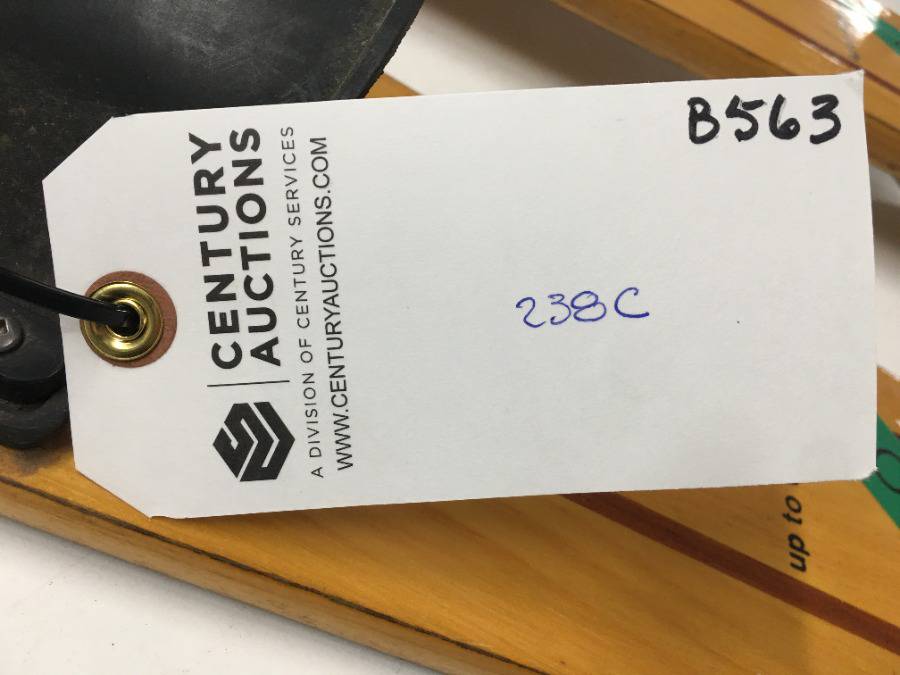 B563
238C
CENTURY
AUCTIONS
A DIVISION OF CENTURY SERVICES
WWW.CENTURYAUCTIONS.COM
up to